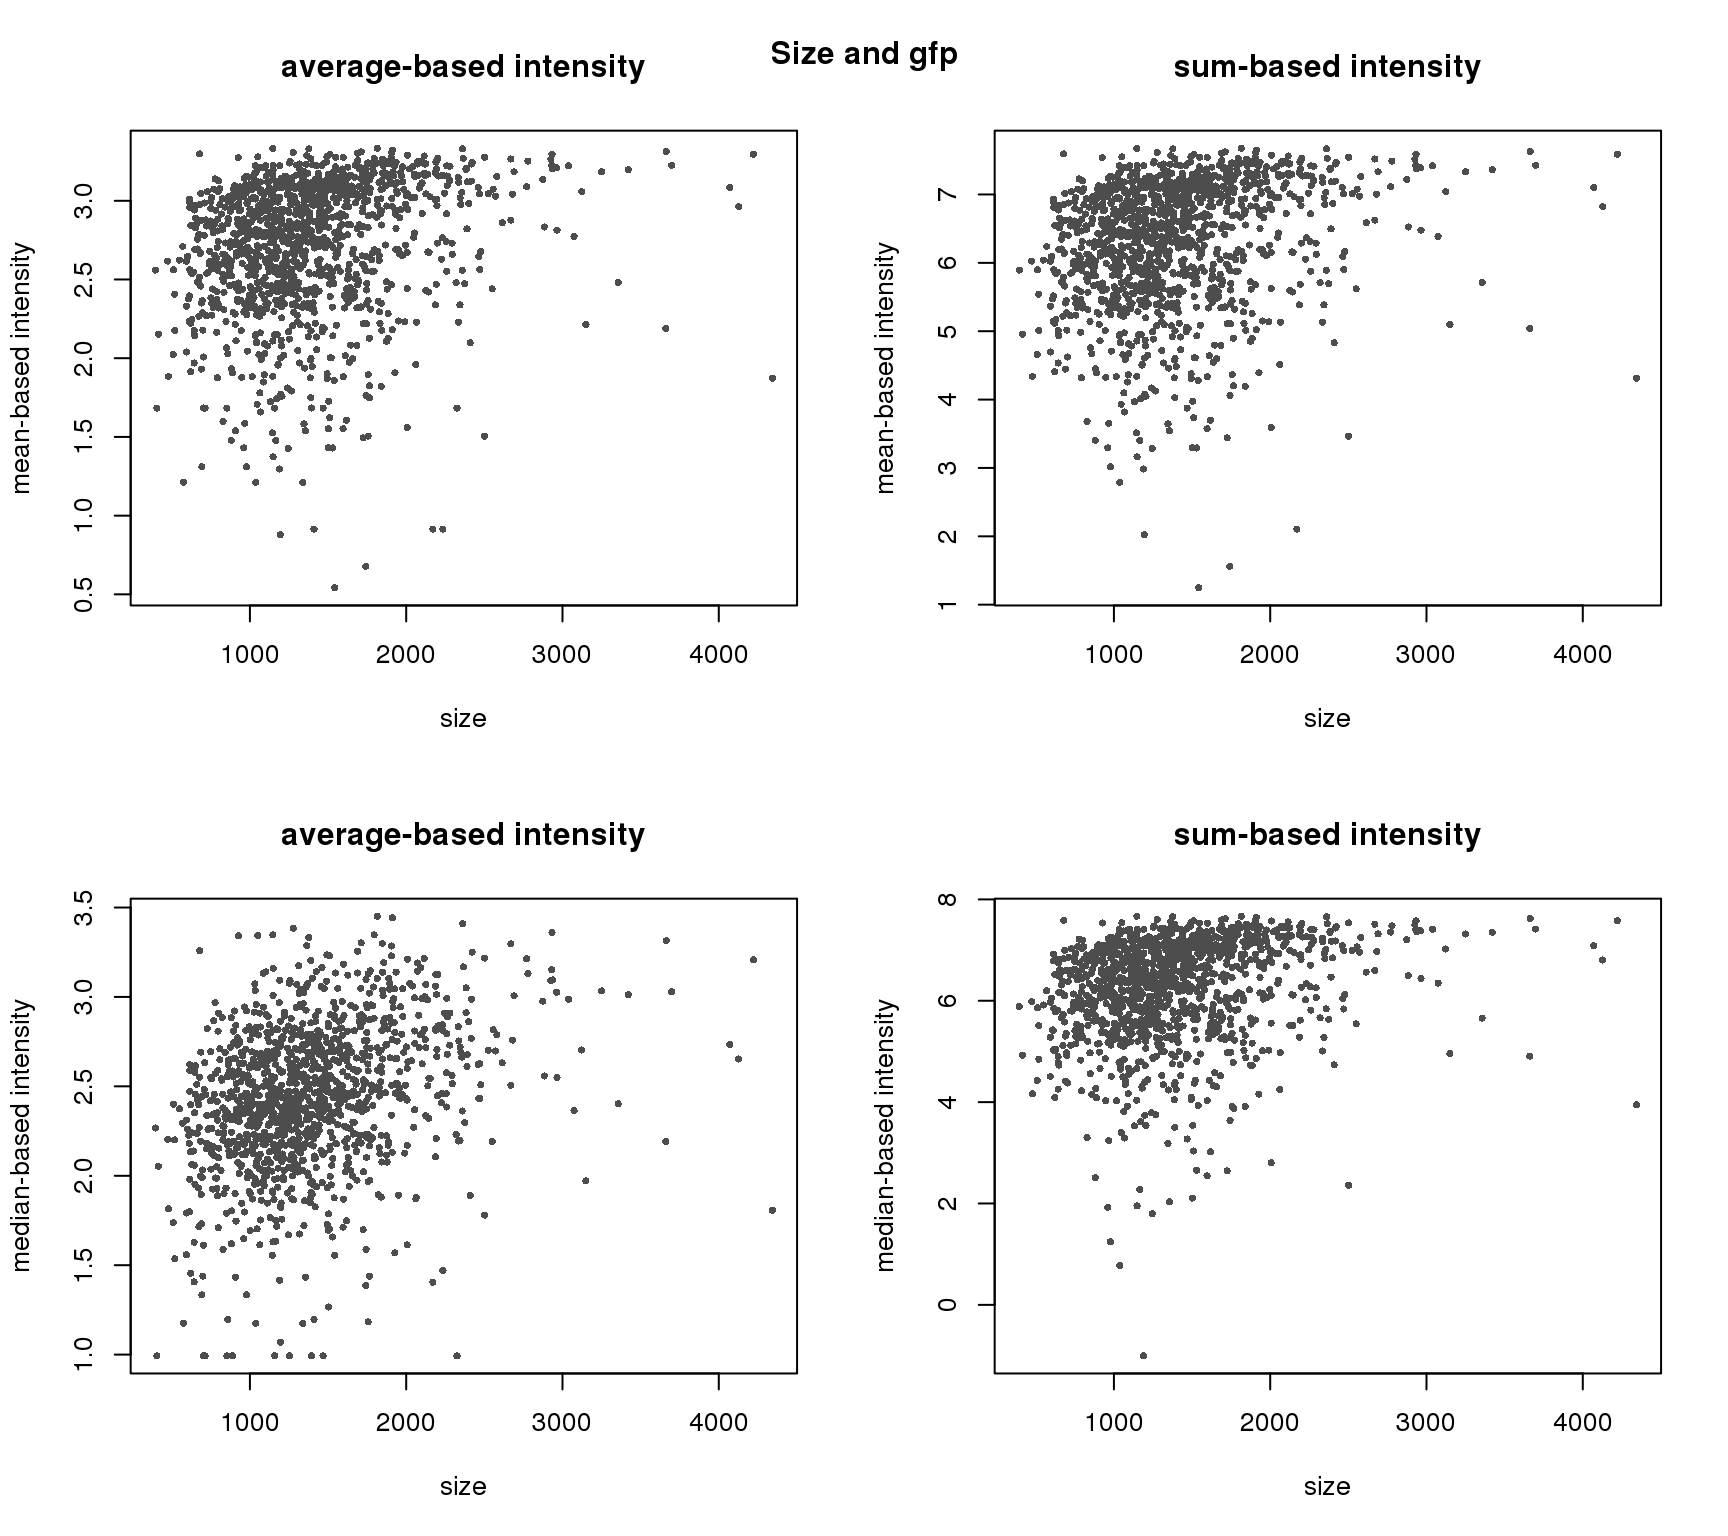 Size and gfp
average-based intensity
mean-based intensity
3.0
2.5
2.0
1.5
1.0
0.5
1000 2000 3000 4000
size
sum-based intensity
mean-based intensity
7
6
5
4
3
2
1
1000 2000 3000 4000
size
average-based intensity
median-based intensity
3.5
3.0
2.5
2.0
1.5
1.0
1000 2000 3000 4000
size
sum-based intensity
median-based intensity
8
6
4
2
0
1000 2000 3000 4000
size